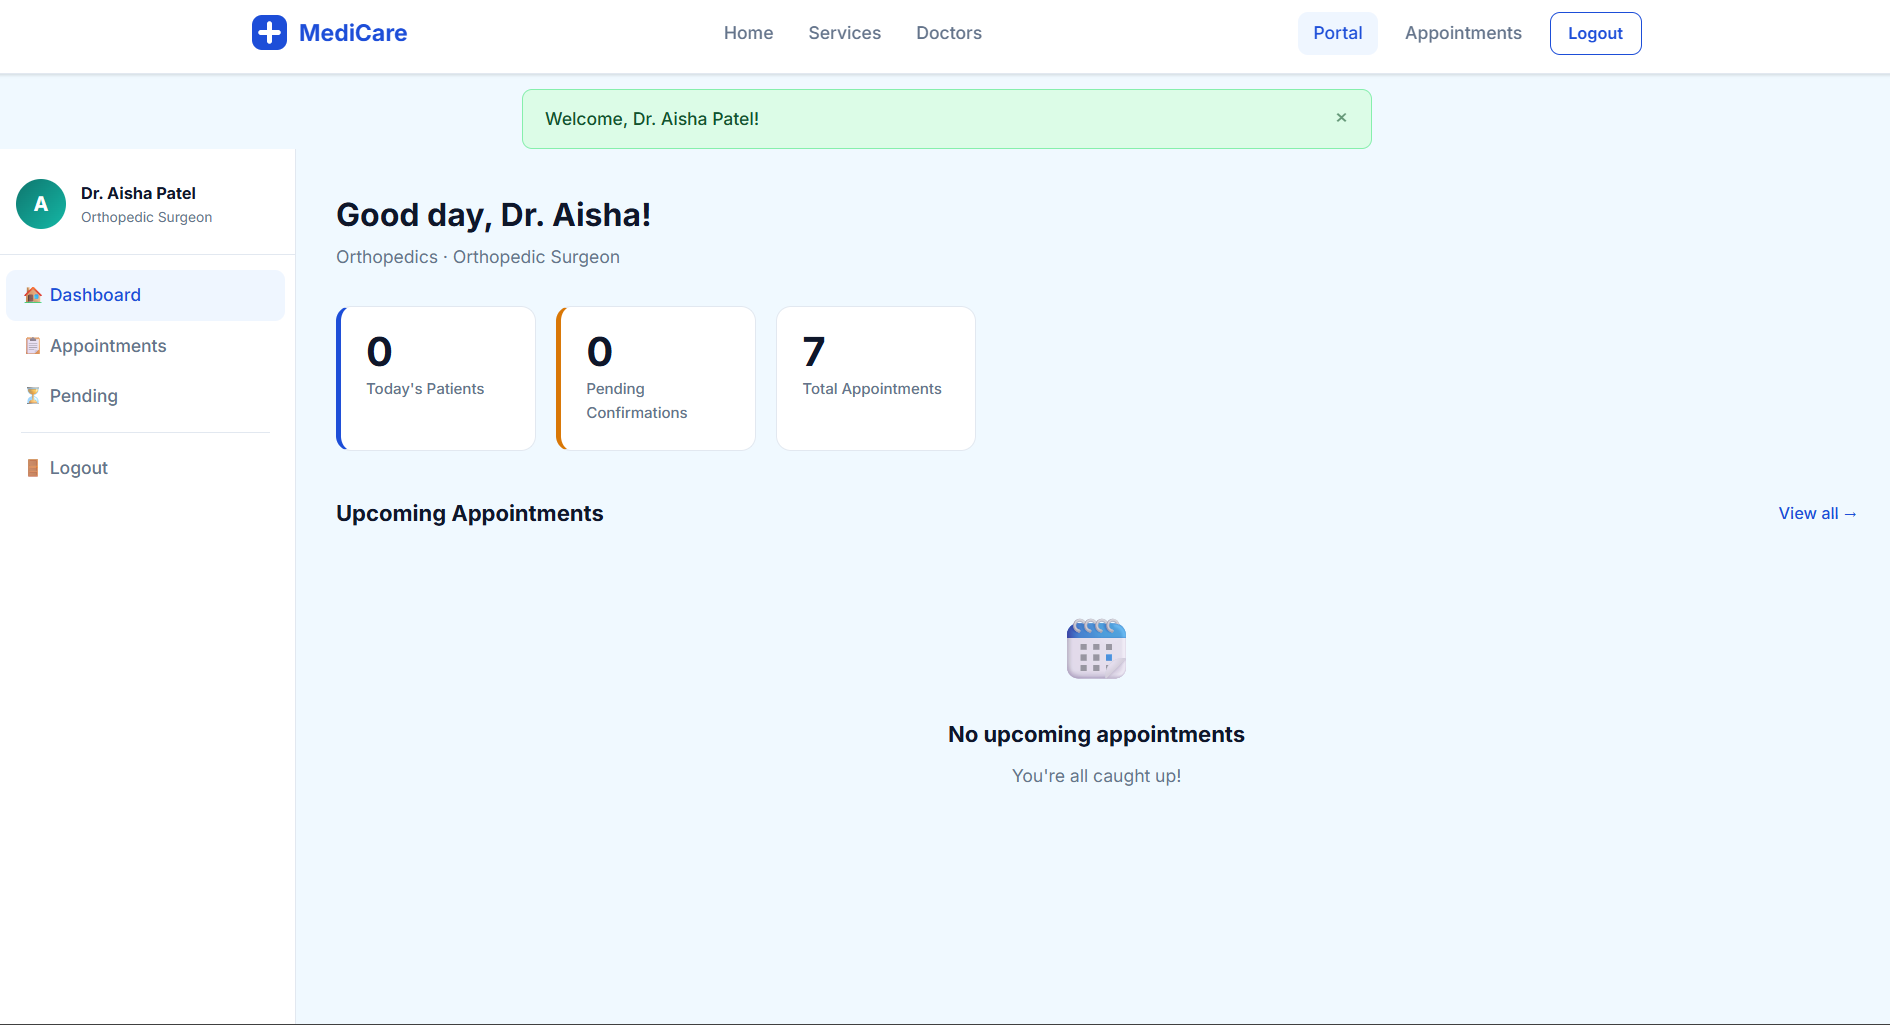 MediCare
Home
Services
Doctors
Portal
Appointments
Logout
Welcome, Dr. Aisha Patel!
×
A
Dr. Aisha Patel
Orthopedic Surgeon
Dashboard
Appointments
Pending
Logout
Good day, Dr. Aisha!
Orthopedics · Orthopedic Surgeon
0
Today's Patients
0
Pending
Confirmations
7
Total Appointments
Upcoming Appointments
View all →
No upcoming appointments
You're all caught up!